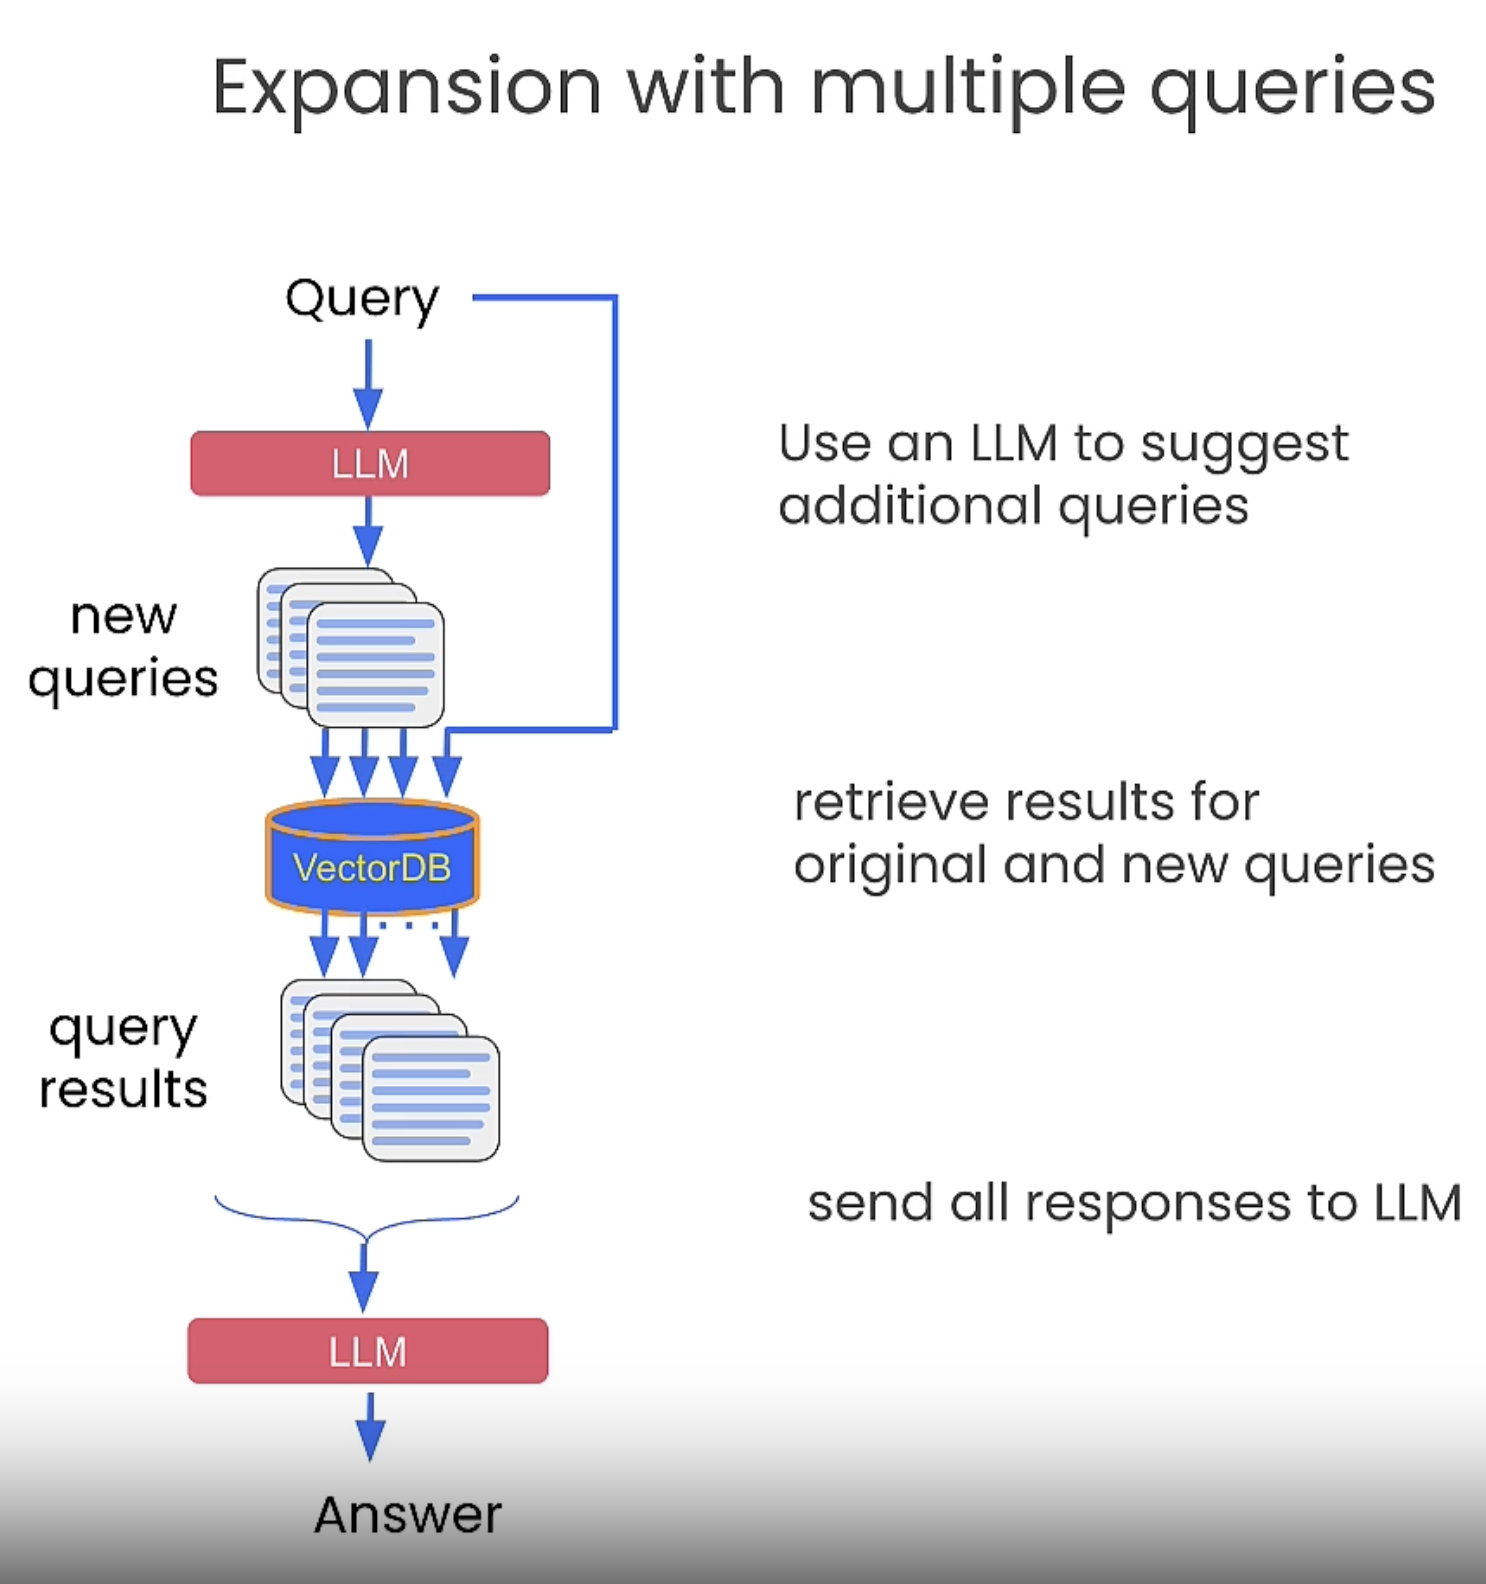 Expansion with multiple queries
Query
LLM
Use an LLM to suggest
additional queries
new
queries
VectorDB
retrieve results for
original and new queries
query
results
send all responses to LLM
LLM
Answer